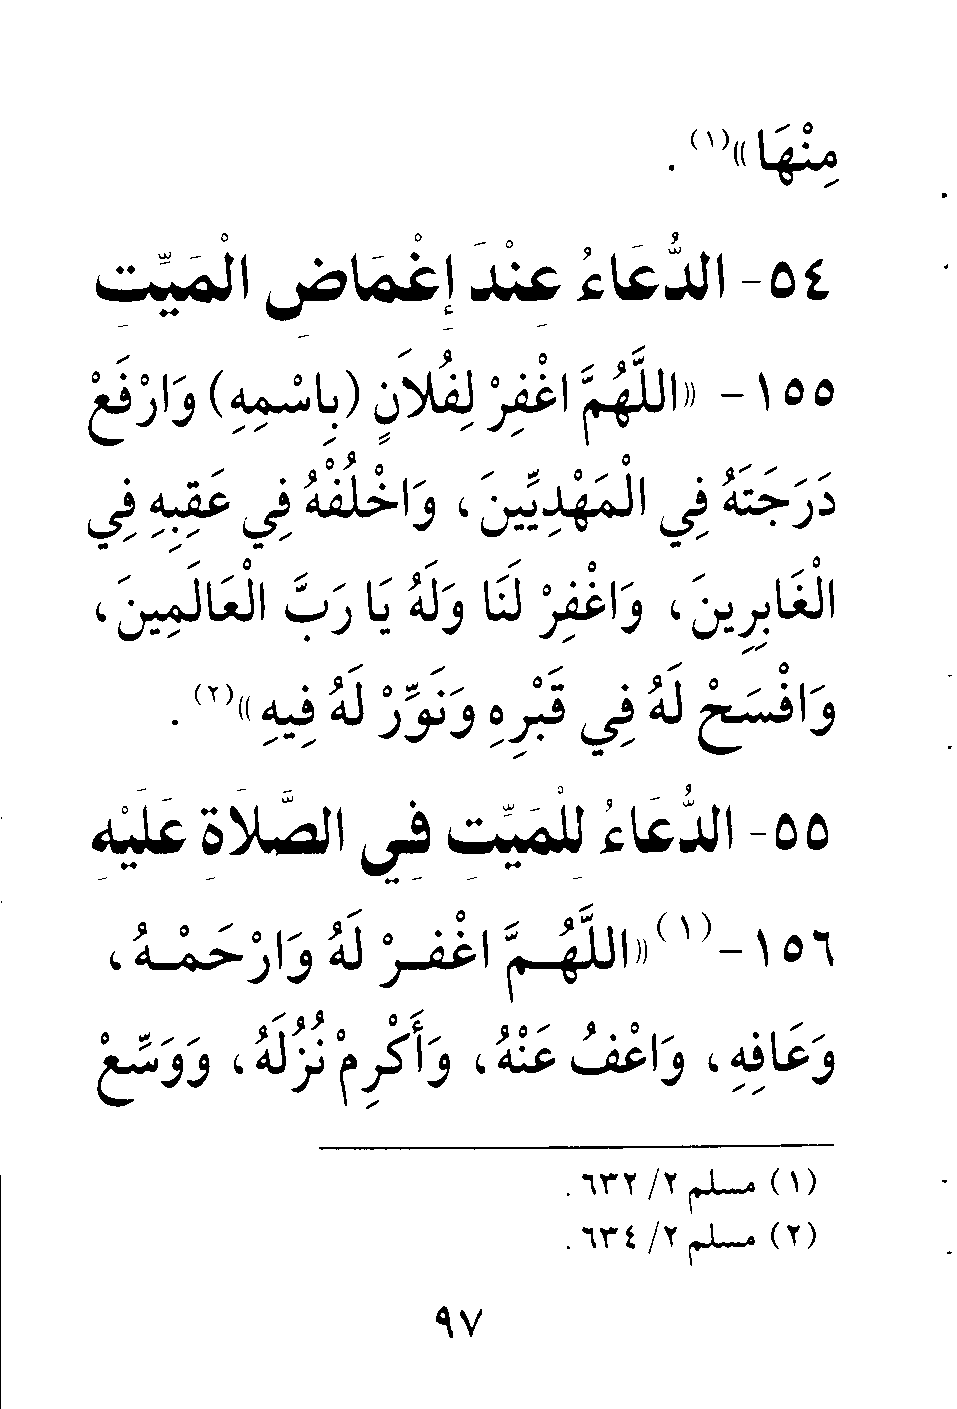 مِنْهَا»(١) .
٥٤- الدُّعَاءُ عِنْدَ إغْمَاضِ الْمَيِّتِ
١٥٥- «اللَّهُمَّ اغْفِرْ لِفُلاَنٍ (بِاسْمِهِ) وَارْفَعْ
دَرَجَتَهُ فِي الْمَهْدِيِّينَ، وَاخْلُفْهُ فِي عَقِبِهِ فِي
الْغَابِرِينَ، وَاغْفِرْ لَنَا وَلَهُ يَا رَبَّ الْعَالَمِينَ،
وَافْسَحْ لَهُ فِي قَبْرِهِ وَنَوِّرْ لَهُ فِيهِ»(٢) .
٥٥- الدُّعَاءُ لِلْمَيِّتِ فِي الصَّلَاةِ عَلَيْهِ
١٥٦-(١) «اللَّهُمَّ اغْفِرْ لَهُ وَارْحَمْهُ،
وَعَافِهِ، وَاعْفُ عَنْهُ، وَأَكْرِمْ نُزُلَهُ، وَوَسِّعْ
(١) مسلم ٢/ ٦٣٢ .
(٢) مسلم ٢/ ٦٣٤ .
٩٧